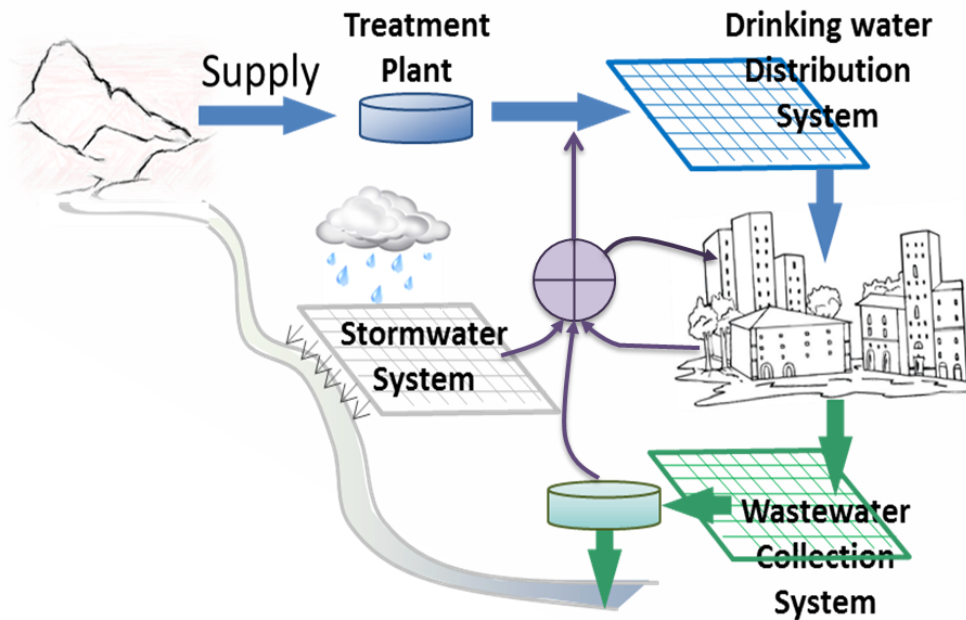 Supply
Treatment
Plant
Drinking water
Distribution
System
Stormwater
System
Wastewater
Collection
System